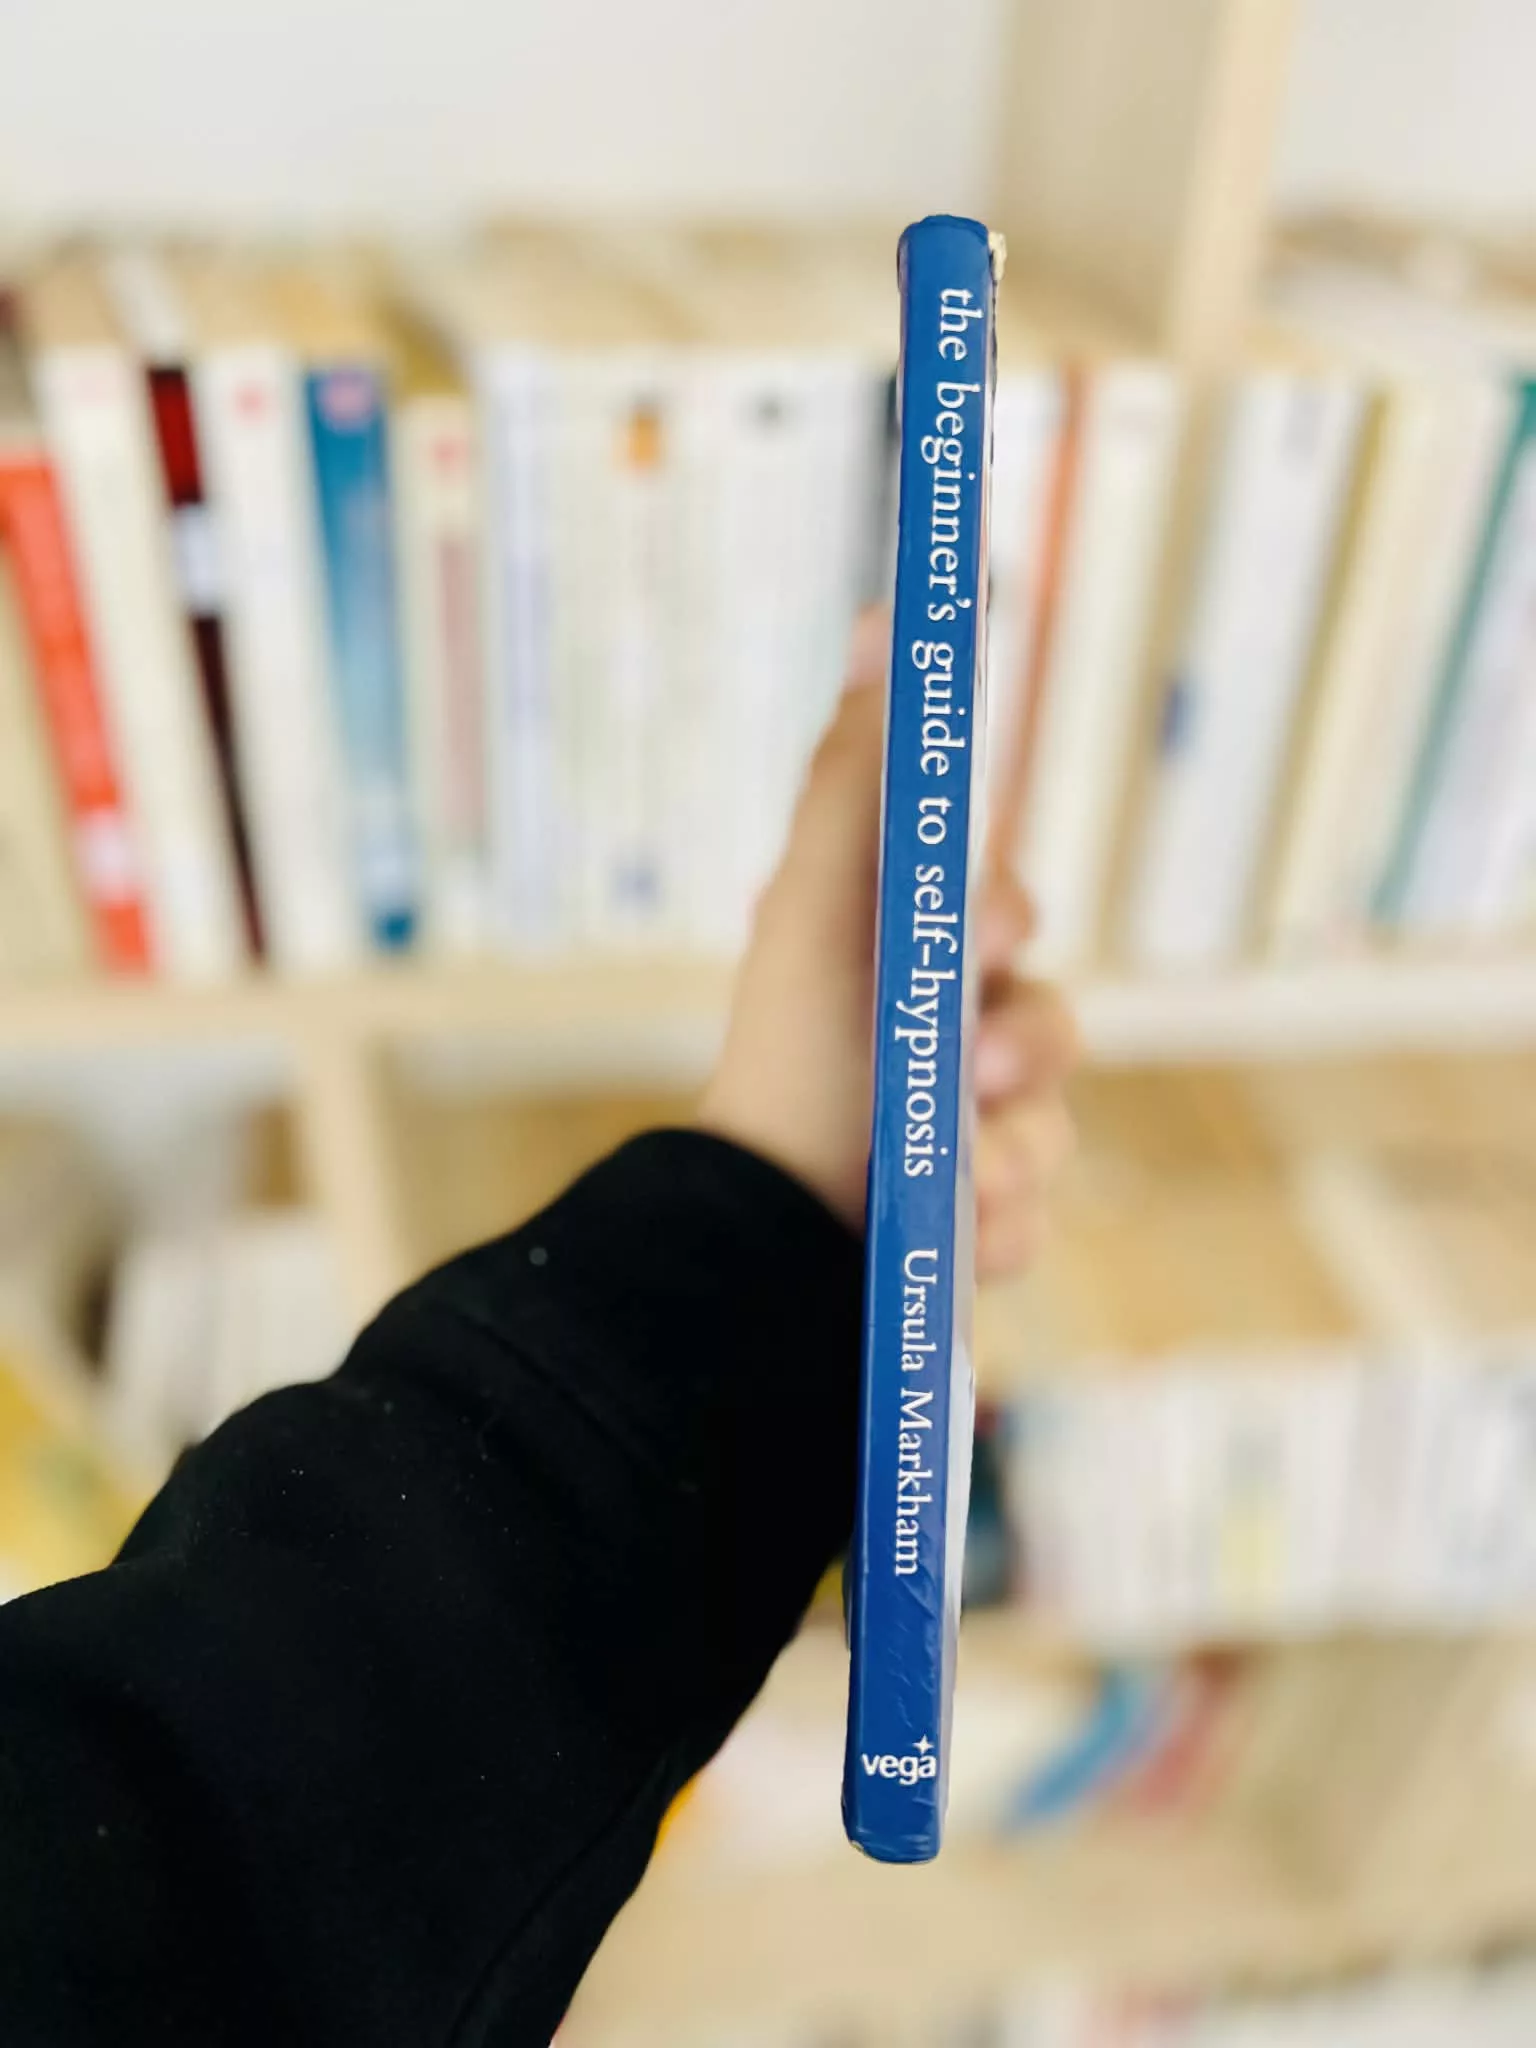 the beginner's guide to self-hypnosis Ursula Markham
vega